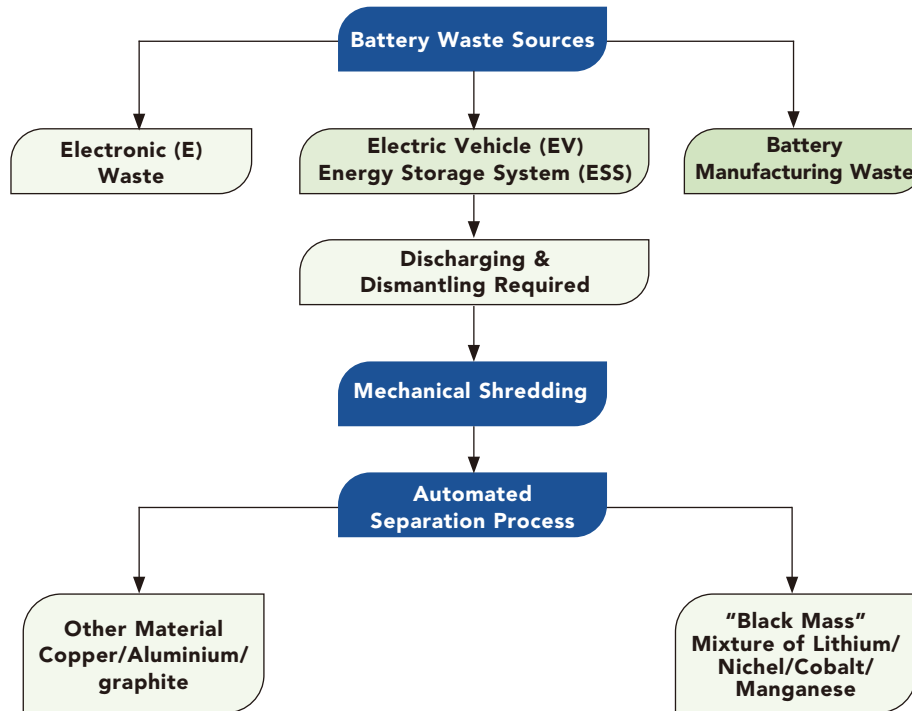 Battery Waste Sources
Electronic (E)
Waste
Electric Vehicle (EV)
Energy Storage System (ESS)
Battery
Manufacturing Waste
Discharging &
Dismantling Required
Mechanical Shredding
Automated
Separation Process
Other Material
Copper/Aluminium/
graphite
“Black Mass”
Mixture of Lithium/
Nichel/Cobalt/
Manganese